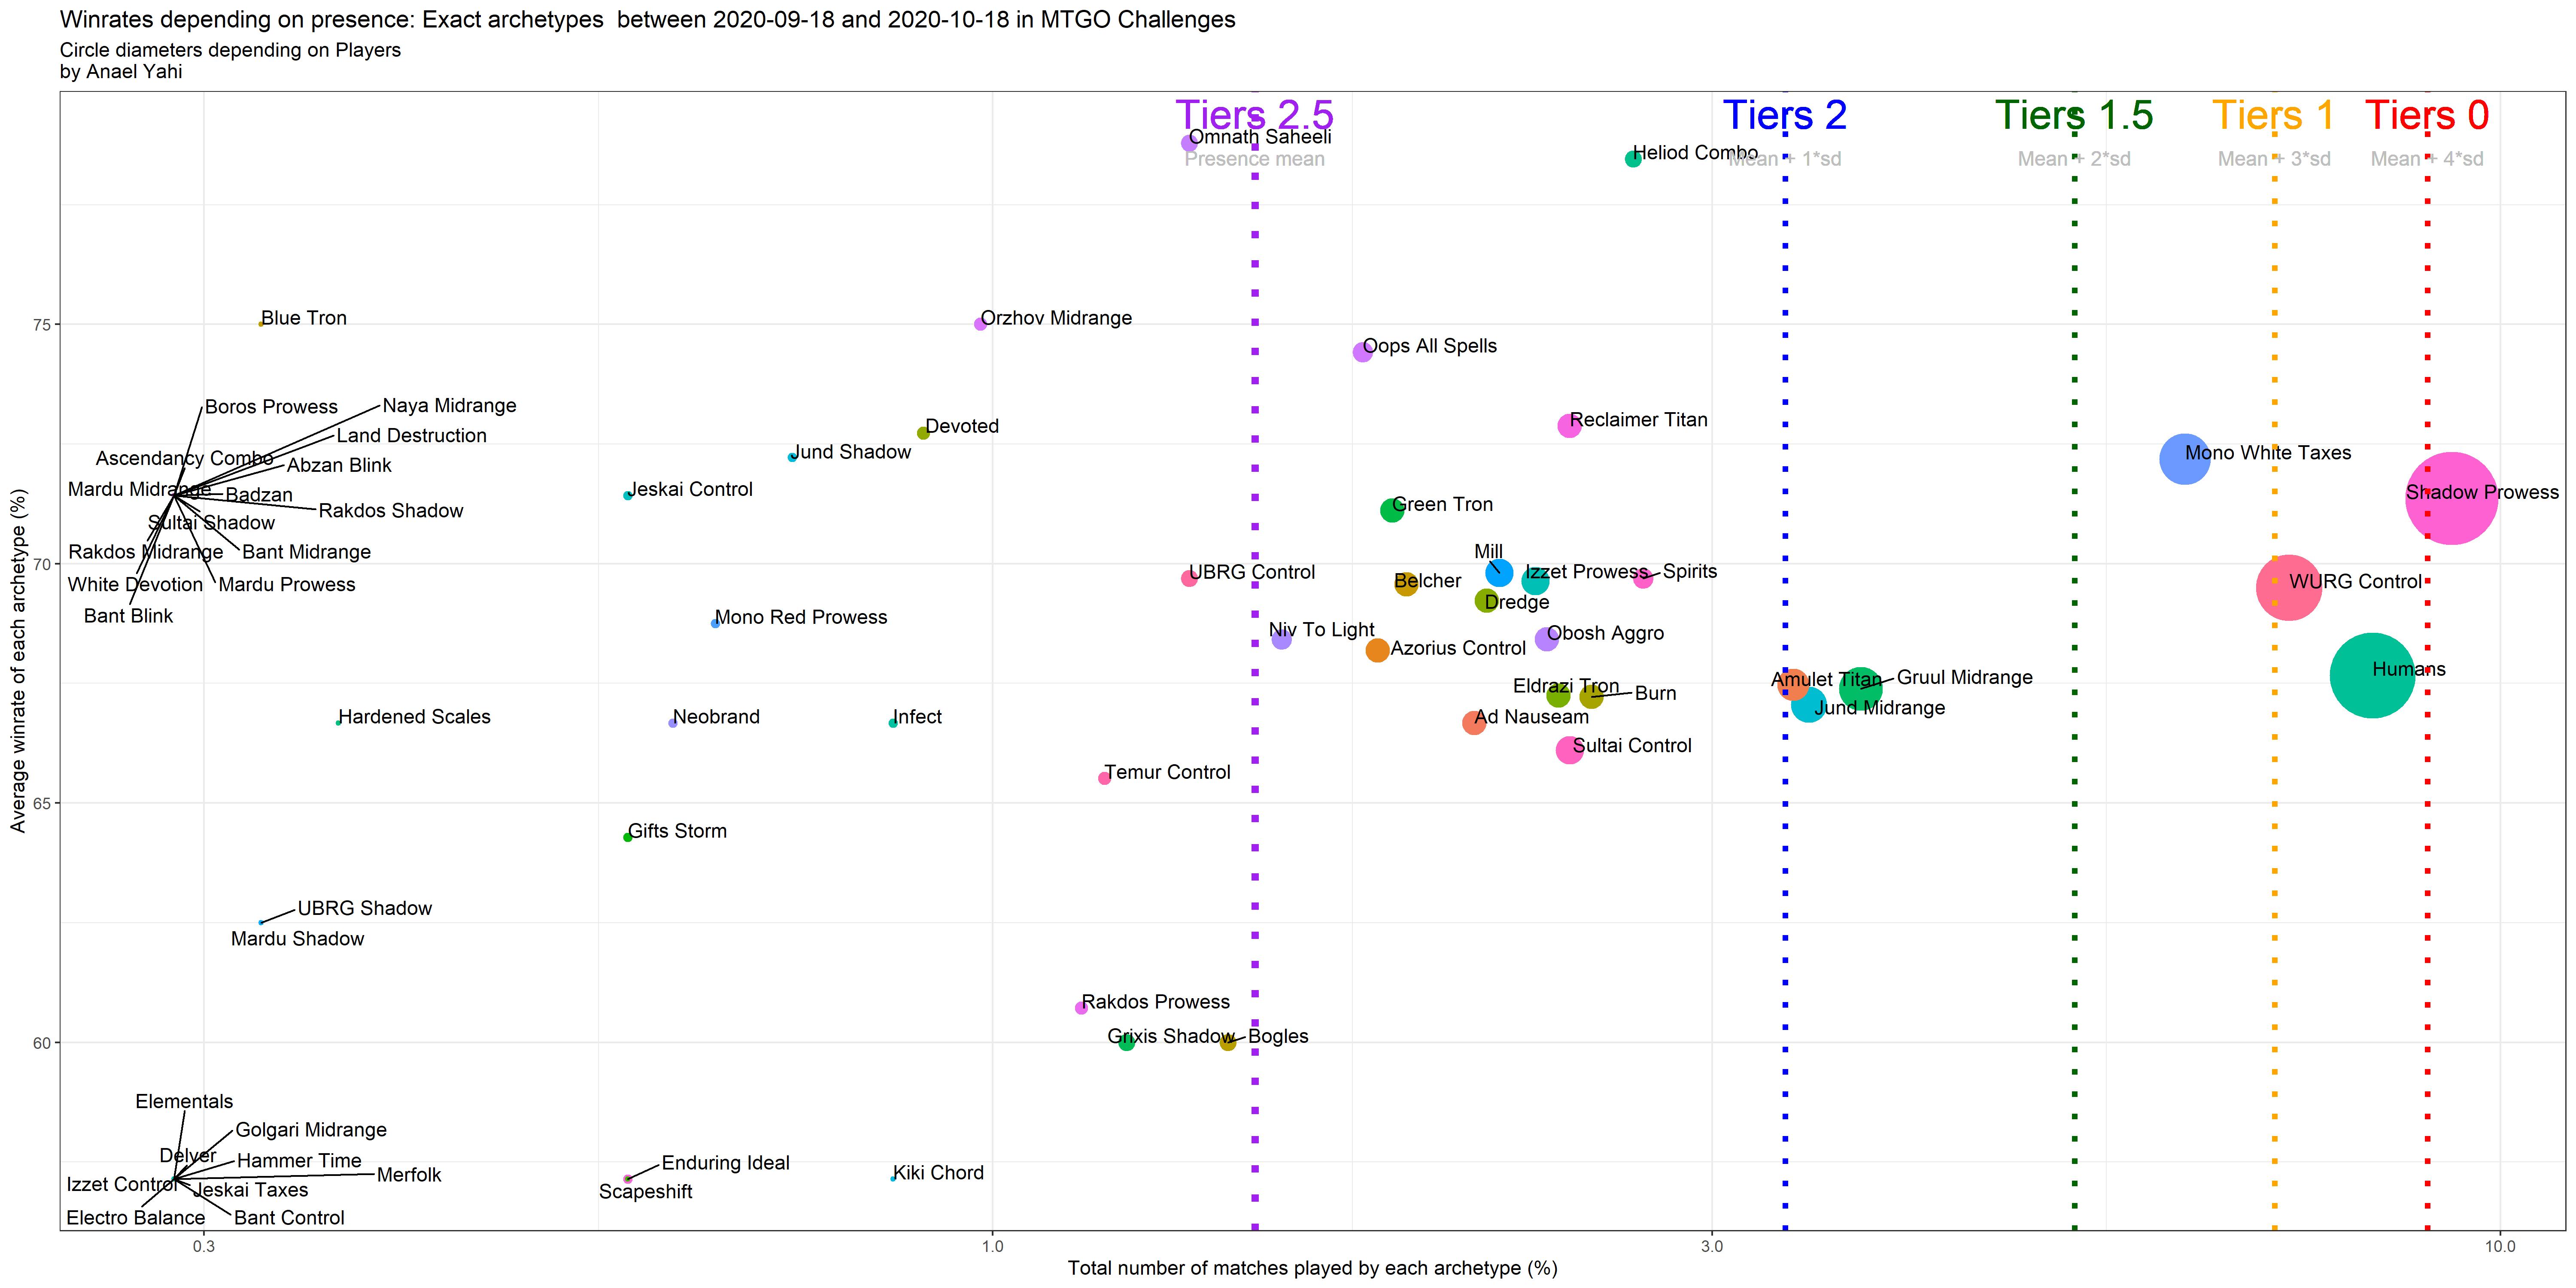 Winrates depending on presence: Exact archetypes  between 2020-09-18 and 2020-10-18 in MTGO Challenges
Circle diameters depending on Players
by Anael Yahi
Tiers 2.5
Tiers 2
Tiers 1.5
Tiers 1
Tiers 0
Omnath Saheeli
Heliod Combo
Presence mean
Mean + 1*sd
Mean + 2*sd
Mean + 3*sd
Mean + 4*sd
75
Blue Tron
Orzhov Midrange
Oops All Spells
Boros Prowess
Naya Midrange
Reclaimer Titan
Devoted
Land Destruction
Jund Shadow
Mono White Taxes
Ascendancy Combo
Abzan Blink
Mardu Midrange
Badzan
Jeskai Control
Shadow Prowess
Rakdos Shadow
Green Tron
Sultai Shadow
Rakdos Midrange
Bant Midrange
Mill
70
UBRG Control
Izzet Prowess
Spirits
White Devotion
Mardu Prowess
Belcher
WURG Control
Dredge
Bant Blink
Mono Red Prowess
Niv To Light
Obosh Aggro
Azorius Control
Humans
Amulet Titan
Gruul Midrange
Eldrazi Tron
Burn
Jund Midrange
Hardened Scales
Neobrand
Infect
Ad Nauseam
Sultai Control
Temur Control
65
Gifts Storm
UBRG Shadow
Mardu Shadow
Rakdos Prowess
Grixis Shadow
Bogles
60
Elementals
Golgari Midrange
Delver
Hammer Time
Enduring Ideal
Merfolk
Kiki Chord
Izzet Control
Jeskai Taxes
Scapeshift
Electro Balance
Bant Control
0.3
1.0
3.0
10.0
Total number of matches played by each archetype (%)
Average winrate of each archetype (%)